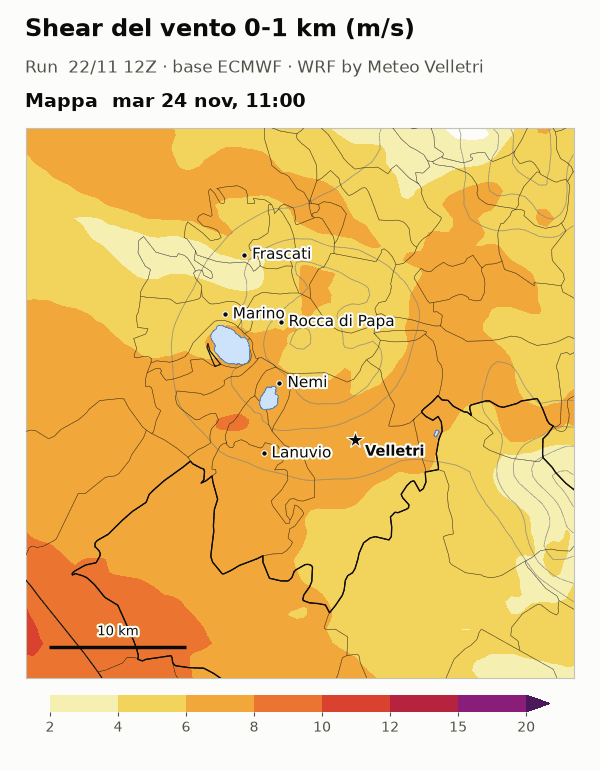 Shear del vento 0-1 km (m/s)
Run  22/11 12Z · base ECMWF · WRF by Meteo Velletri
Mappa  mar 24 nov, 11:00
Frascati
Marino
Rocca di Papa
Nemi
Velletri
Lanuvio
10 km
2 4 6 8 10 12 15 20